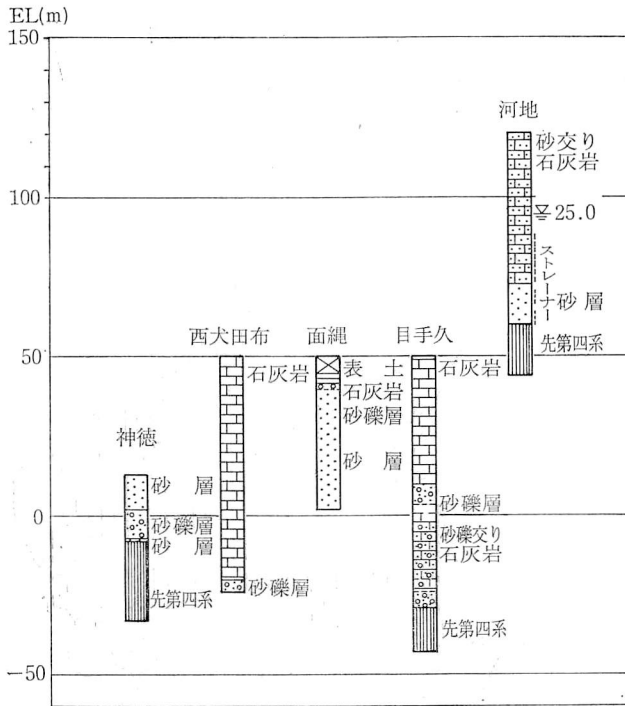 EL(m)
150
河地
砂交り
石灰岩
100
25.0
ストレーナー
砂層
西犬田布
面縄
目手久
50
石灰岩
表土
石灰岩
先第四系
石灰岩
砂礫層
神徳
砂層
砂層
砂礫層
0
砂礫層
砂礫交り
砂層
石灰岩
先第四系
砂礫層
先第四系
-50